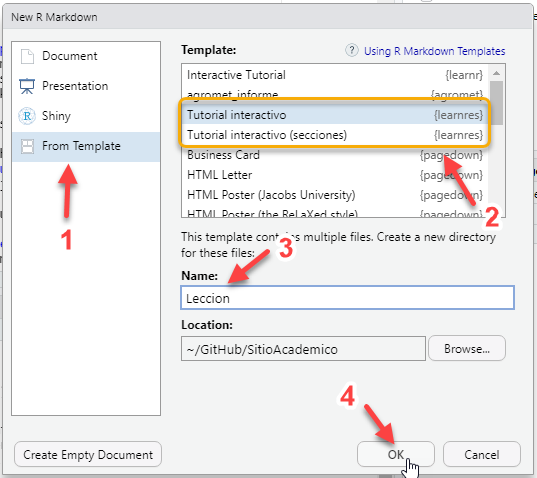 New R Markdown
Document
Presentation
Shiny
From Template
1
Template:
? Using R Markdown Templates
Interactive Tutorial {learnr}
agromet_informe {agromet}
Tutorial interactivo {learnres}
Tutorial interactivo (secciones) {learnres}
Business Card {pagedown}
HTML Letter {pagedown}
HTML Poster (Jacobs University) {pagedown}
HTML Poster (the ReLaXed style) {pagedown}
2
This template contains multiple files. Create a new directory
for these files:
3
Name:
Leccion
Location:
~/GitHub/SitioAcademico
Browse...
4
Create Empty Document
OK
Cancel